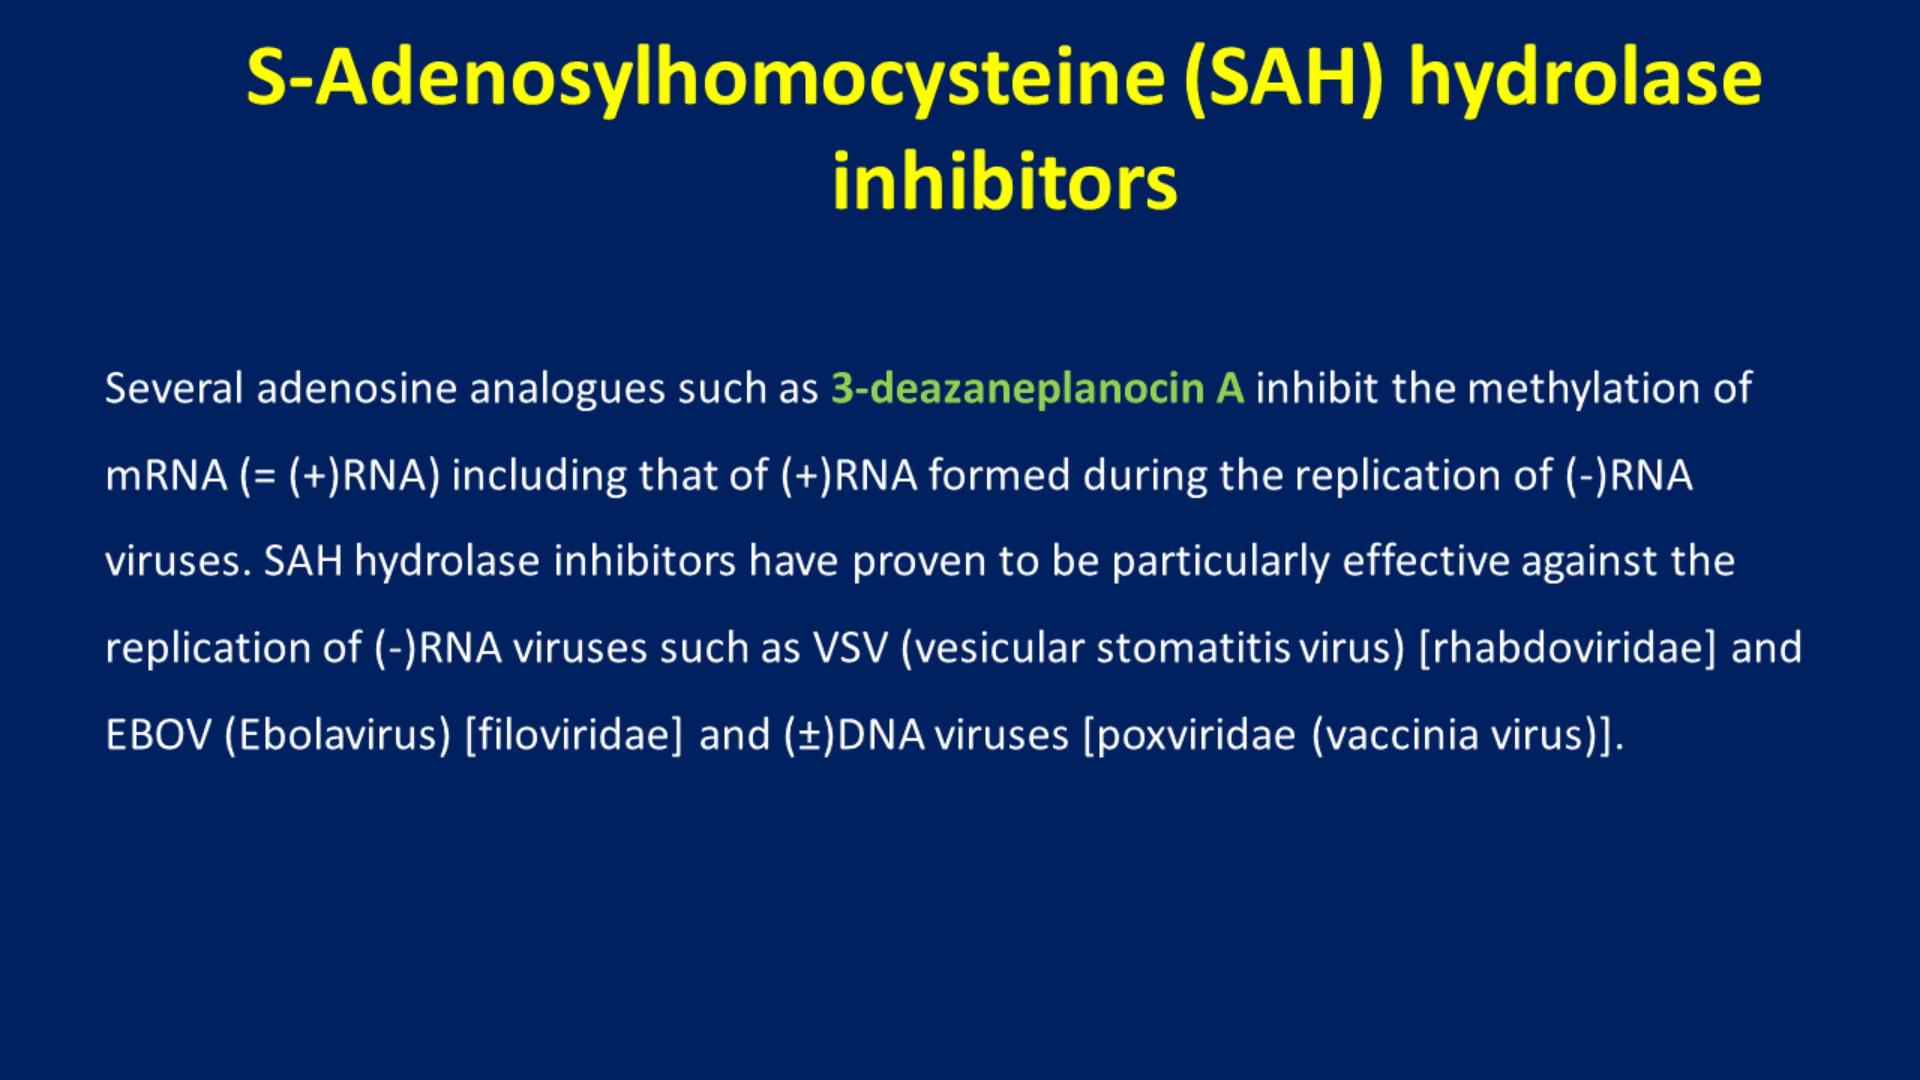 S-Adenosylhomocysteine (SAH) hydrolase
inhibitors
Several adenosine analogues such as 3-deazaneplanocin A inhibit the methylation of
mRNA (= (+)RNA) including that of (+)RNA formed during the replication of (-)RNA
viruses. SAH hydrolase inhibitors have proven to be particularly effective against the
replication of (-)RNA viruses such as VSV (vesicular stomatitis virus) [rhabdoviridae] and
EBOV (Ebolavirus) [filoviridae] and (±)DNA viruses [poxviridae (vaccinia virus)].